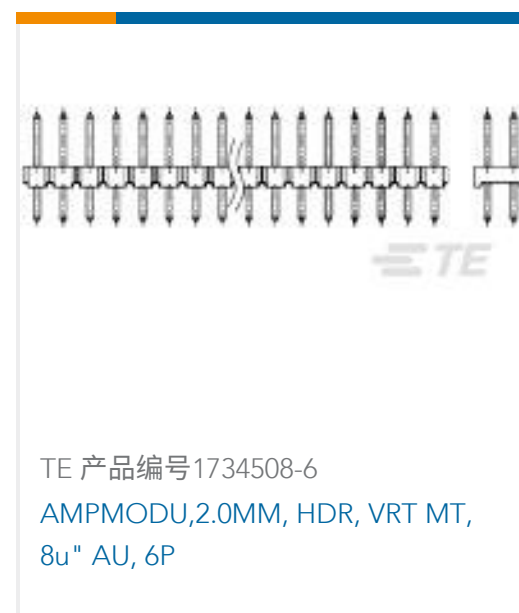 TE
TE 产品编号1734508-6
AMPMODU,2.0MM, HDR, VRT MT,
8u" AU, 6P